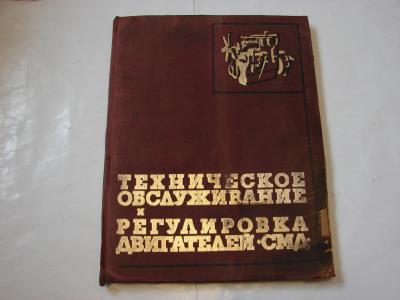 ТЕХНИЧЕСКОЕ
ОБСЛУЖИВАНИЕ
и
РЕГУЛИРОВКА
ДВИГАТЕЛЕЙ·СМД·